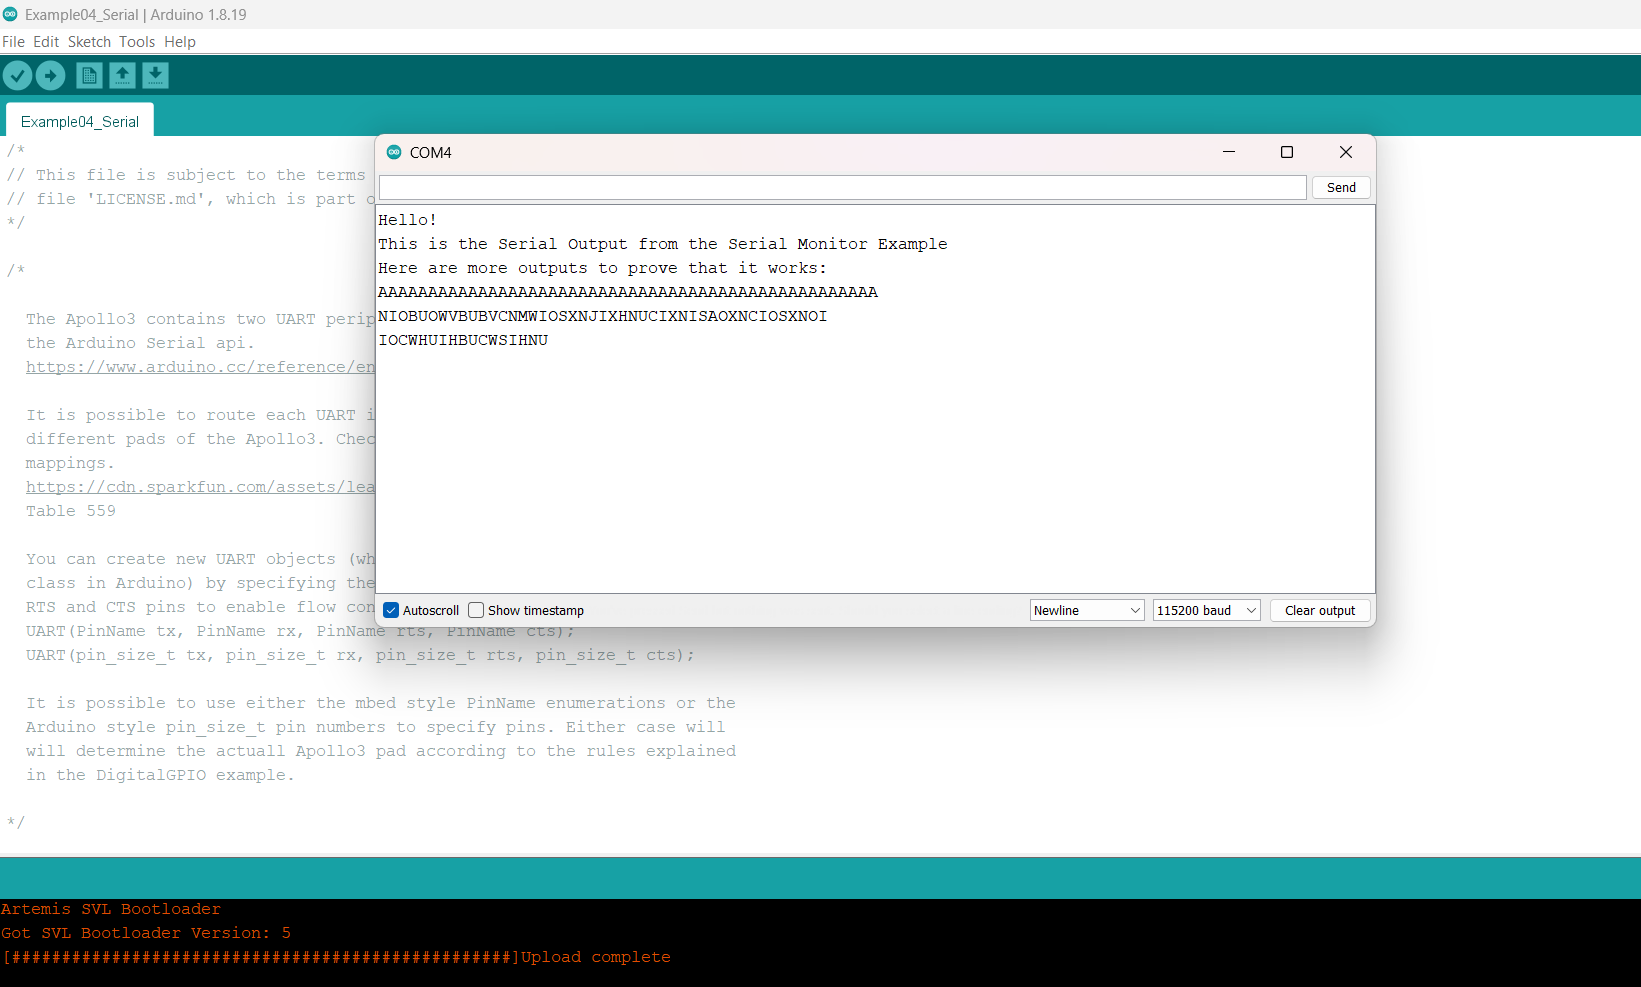 Example04_Serial | Arduino 1.8.19
File Edit Sketch Tools Help
Example04_Serial
/*
// This file is subject to the terms
// file 'LICENSE.md', which is part o
*/
/*
The Apollo3 contains two UART perip
the Arduino Serial api.
https://www.arduino.cc/reference/en
It is possible to route each UART i
different pads of the Apollo3. Chec
mappings.
https://cdn.sparkfun.com/assets/lea
Table 559
You can create new UART objects (wh
class in Arduino) by specifying the
RTS and CTS pins to enable flow con
UART(PinName tx, PinName rx, PinName rts, PinName cts);
UART(pin_size_t tx, pin_size_t rx, pin_size_t rts, pin_size_t cts);
It is possible to use either the mbed style PinName enumerations or the
Arduino style pin_size_t pin numbers to specify pins. Either case will
will determine the actuall Apollo3 pad according to the rules explained
in the DigitalGPIO example.
*/
COM4
Send
Hello!
This is the Serial Output from the Serial Monitor Example
Here are more outputs to prove that it works:
AAAAAAAAAAAAAAAAAAAAAAAAAAAAAAAAAAAAAAAAAAAAAAAAAA
NIOBUOWVBUBVCNMWIOSXNJIXHNUCIXNISAOXNCIOSXNOI
IOCWHUIHBUCWSIHNU
Autoscroll Show timestamp Newline 115200 baud Clear output
Artemis SVL Bootloader
Got SVL Bootloader Version: 5
[##################################################]Upload complete